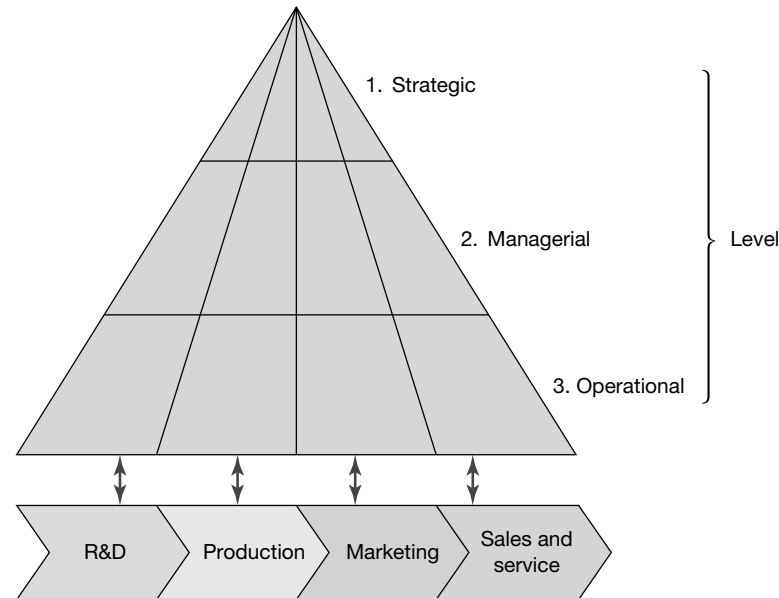 1. Strategic
2. Managerial
Level
3. Operational
R&D
Production
Marketing
Sales and
service